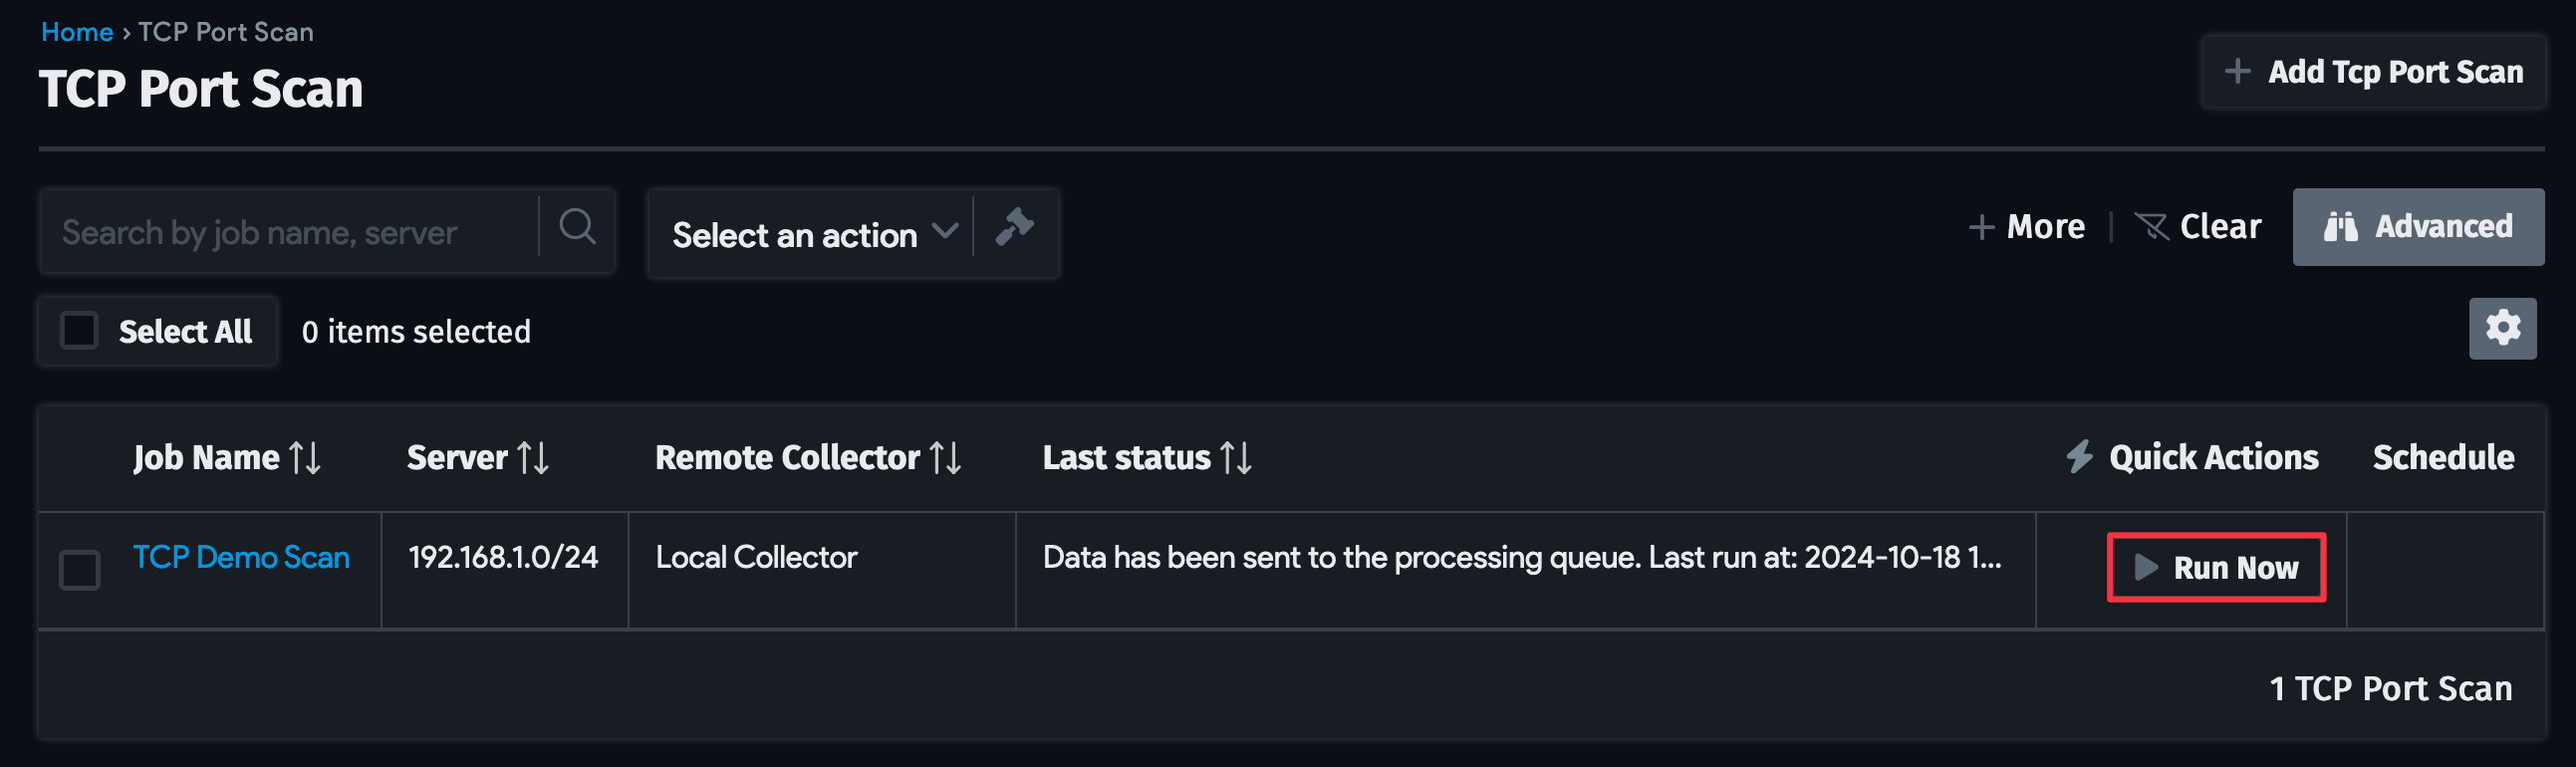 Home › TCP Port Scan
TCP Port Scan
Add Tcp Port Scan
Search by job name, server
Select an action
More
Clear
Advanced
Select All
0 items selected
Job Name
Server
Remote Collector
Last status
Quick Actions
Schedule
TCP Demo Scan
192.168.1.0/24
Local Collector
Data has been sent to the processing queue. Last run at: 2024-10-18 1...
Run Now
1 TCP Port Scan